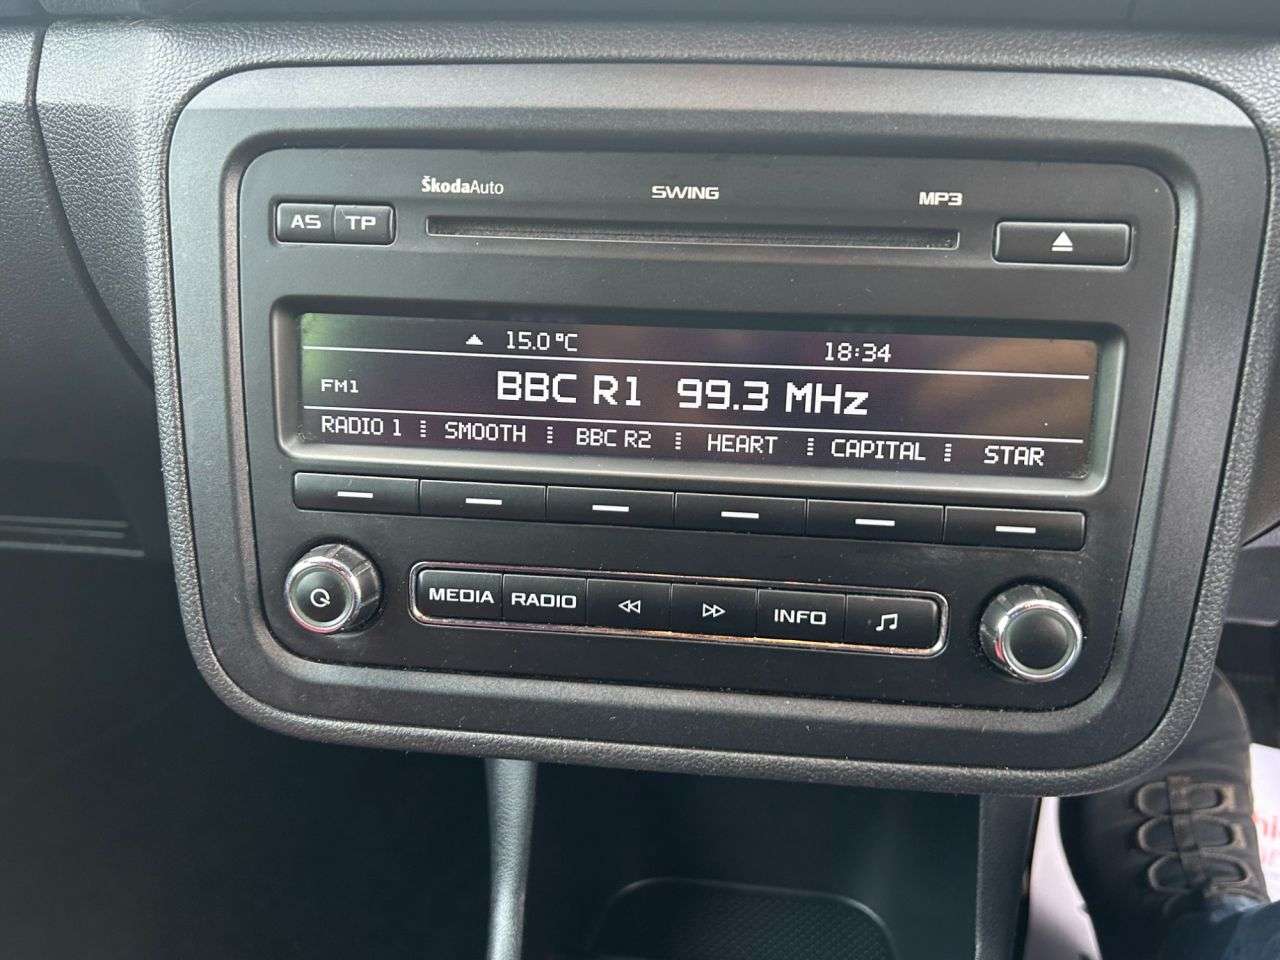 ŠkodaAuto SWING MP3
AS TP
15.0 °C 18:34
FM1 BBC R1 99.3 MHz
RADIO 1 SMOOTH BBC R2 HEART CAPITAL STAR
MEDIA RADIO INFO